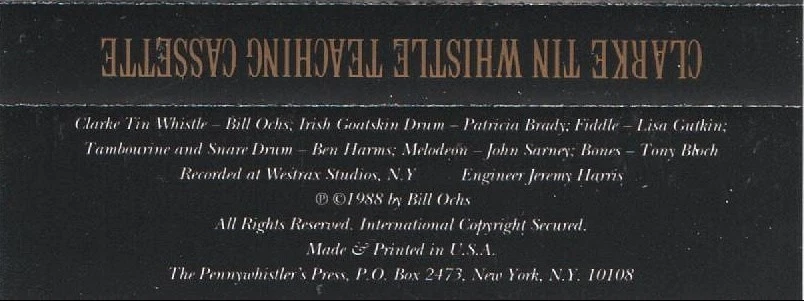 CLARKE TIN WHISTLE TEACHING CASSETTE
Clarke Tin Whistle – Bill Ochs; Irish Goatskin Drum – Patricia Brady; Fiddle – Lisa Gutkin;
Tambourine and Snare Drum – Ben Harms; Melodeon – John Sarney; Bones – Tony Bloch
Recorded at Westrax Studios, N.Y Engineer Jeremy Harris
℗ ©1988 by Bill Ochs
All Rights Reserved. International Copyright Secured.
Made & Printed in U.S.A.
The Pennywhistler's Press, P.O. Box 2473, New York, N.Y. 10108